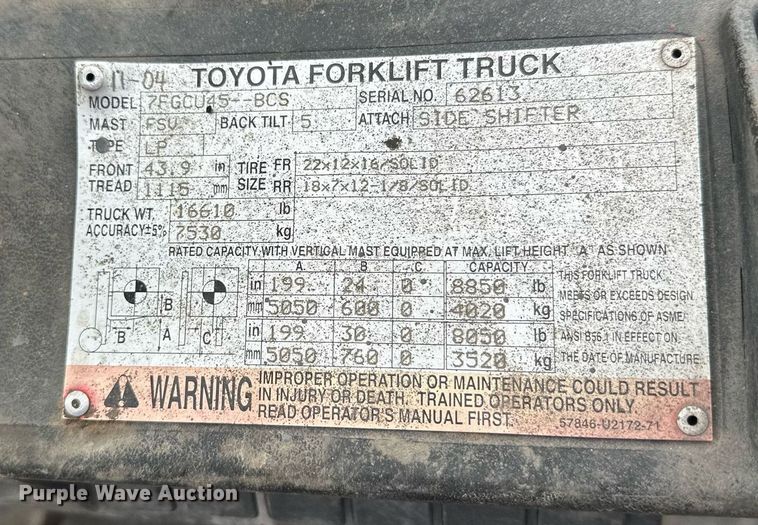 11-04 TOYOTA FORKLIFT TRUCK
MODEL 7FGCU45--BCS SERIAL NO. 62613
MAST FSV BACK TILT 5 ATTACH SIDE SHIFTER
TYPE LP
FRONT TREAD 43.9 in TIRE SIZE FR 22x12x16/SOLID
1115 mm RR 18x7x12-1/8/SOLID
TRUCK WT. 16610 lb
ACCURACY±5% 7530 kg
RATED CAPACITY WITH VERTICAL MAST EQUIPPED AT MAX. LIFT HEIGHT "A" AS SHOWN
A B C CAPACITY
in 199 24 0 8850 lb
mm 5050 600 0 4020 kg
in 199 30 0 8050 lb
mm 5050 760 0 3520 kg
B
B A C
THIS FORKLIFT TRUCK
MEETS OR EXCEEDS DESIGN
SPECIFICATIONS OF ASME/
ANSI B56.1 IN EFFECT ON
THE DATE OF MANUFACTURE
WARNING
IMPROPER OPERATION OR MAINTENANCE COULD RESULT
IN INJURY OR DEATH. TRAINED OPERATORS ONLY.
READ OPERATOR'S MANUAL FIRST.
57846-U2172-71
Purple Wave Auction